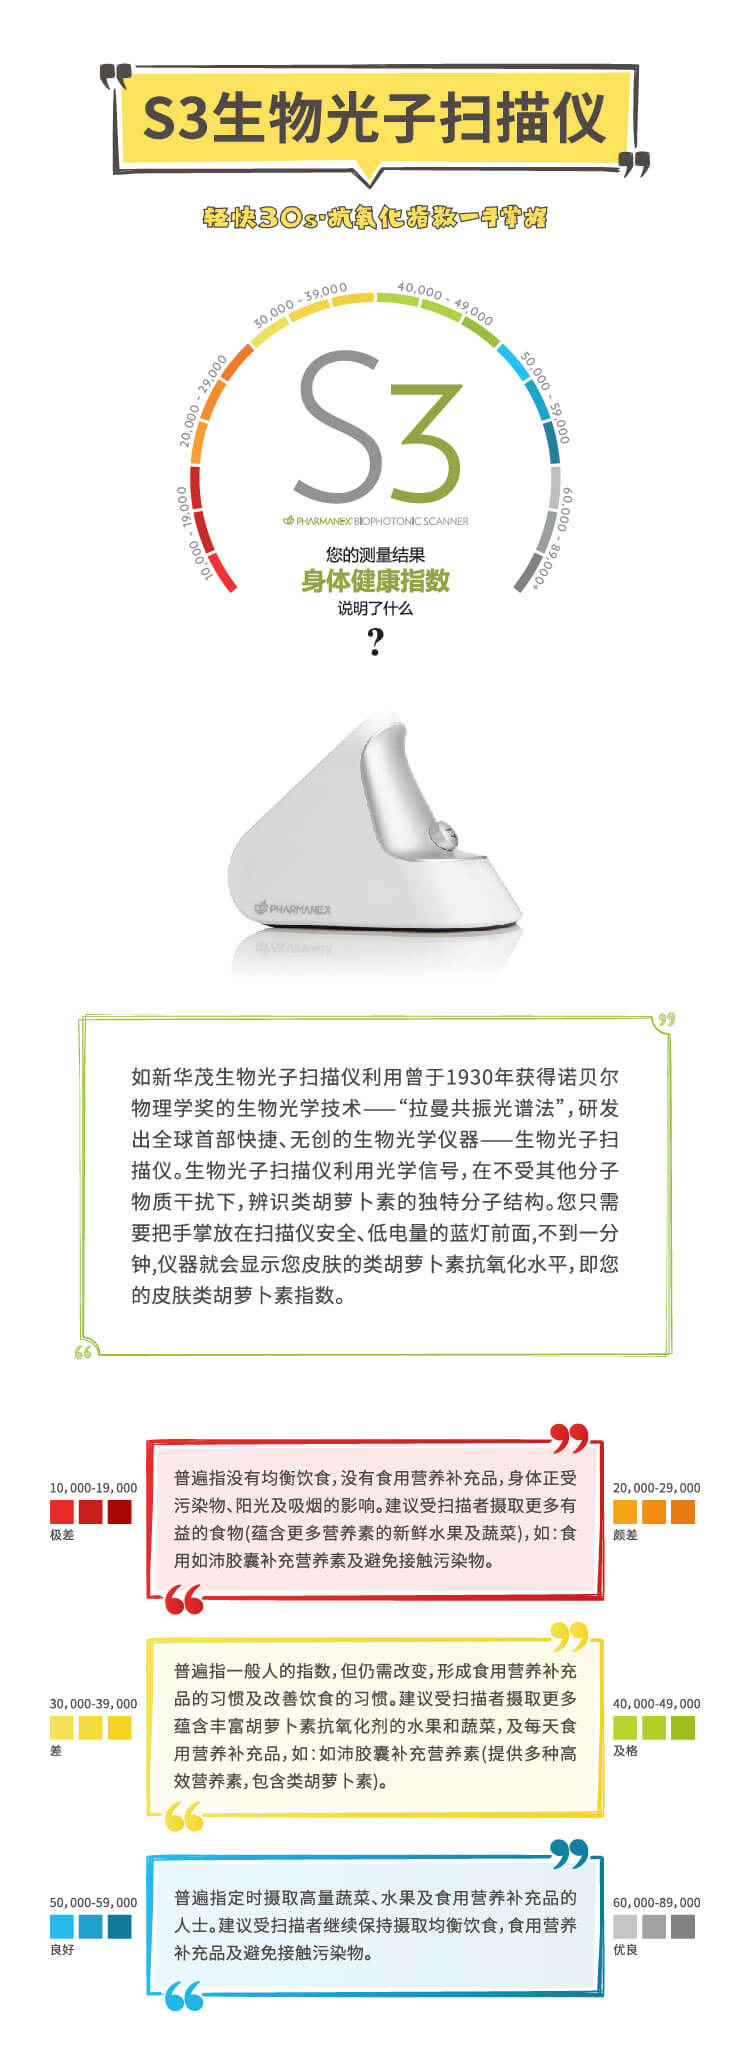 S3生物光子扫描仪
轻快30s·抗氧化指数一手掌握
10,000 - 19,000
20,000 - 29,000
30,000 - 39,000
40,000 - 49,000
50,000 - 59,000
60,000 - 89,000+
S3
PHARMANEX® BIOPHOTONIC SCANNER
您的测量结果
身体健康指数
说明了什么
?
PHARMANEX
如新华茂生物光子扫描仪利用曾于1930年获得诺贝尔
物理学奖的生物光学技术——“拉曼共振光谱法”,研发
出全球首部快捷、无创的生物光学仪器——生物光子扫
描仪。生物光子扫描仪利用光学信号,在不受其他分子
物质干扰下,辨识类胡萝卜素的独特分子结构。您只需
要把手掌放在扫描仪安全、低电量的蓝灯前面,不到一分
钟,仪器就会显示您皮肤的类胡萝卜素抗氧化水平,即您
的皮肤类胡萝卜素指数。
10,000-19,000
极差
普遍指没有均衡饮食,没有食用营养补充品,身体正受
污染物、阳光及吸烟的影响。建议受扫描者摄取更多有
益的食物(蕴含更多营养素的新鲜水果及蔬菜),如:食
用如沛胶囊补充营养素及避免接触污染物。
20,000-29,000
颇差
30,000-39,000
差
普遍指一般人的指数,但仍需改变,形成食用营养补充
品的习惯及改善饮食的习惯。建议受扫描者摄取更多
蕴含丰富胡萝卜素抗氧化剂的水果和蔬菜,及每天食
用营养补充品,如:如沛胶囊补充营养素(提供多种高
效营养素,包含类胡萝卜素)。
40,000-49,000
及格
50,000-59,000
良好
普遍指定时摄取高量蔬菜、水果及食用营养补充品的
人士。建议受扫描者继续保持摄取均衡饮食,食用营养
补充品及避免接触污染物。
60,000-89,000
优良